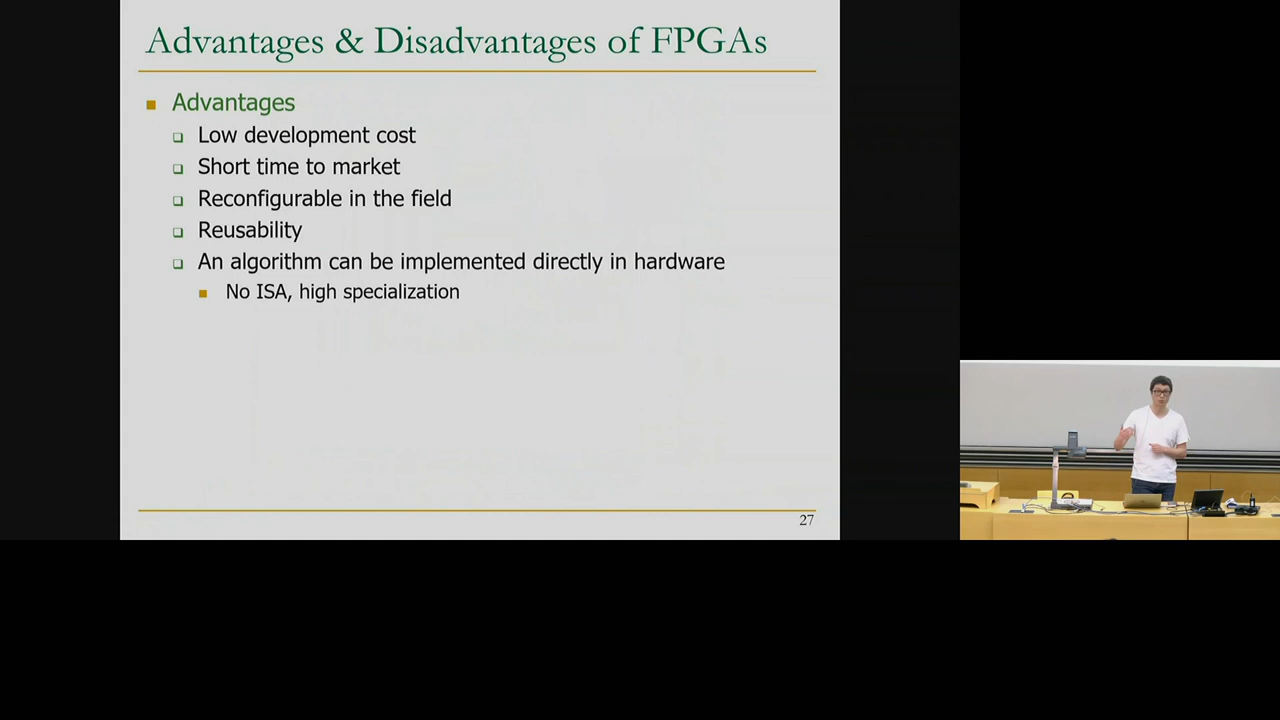 Advantages & Disadvantages of FPGAs
Advantages
Low development cost
Short time to market
Reconfigurable in the field
Reusability
An algorithm can be implemented directly in hardware
No ISA, high specialization
27